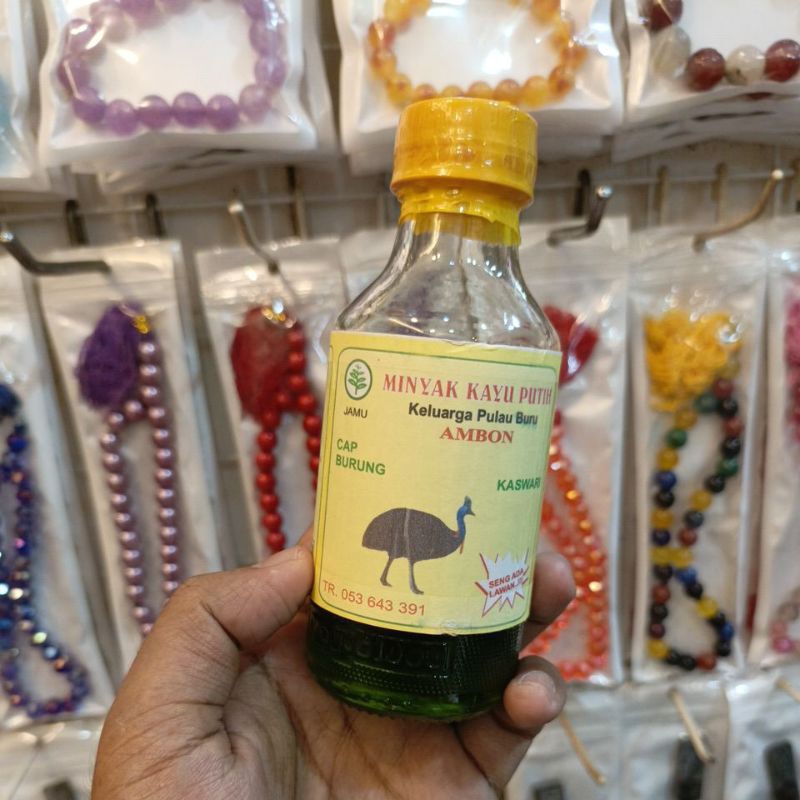 MINYAK KAYU PUTIH
JAMU
Keluarga Pulau Buru
AMBON
CAP
BURUNG
KASWARI
SENG ADA
LAWAN
TR. 053 643 391